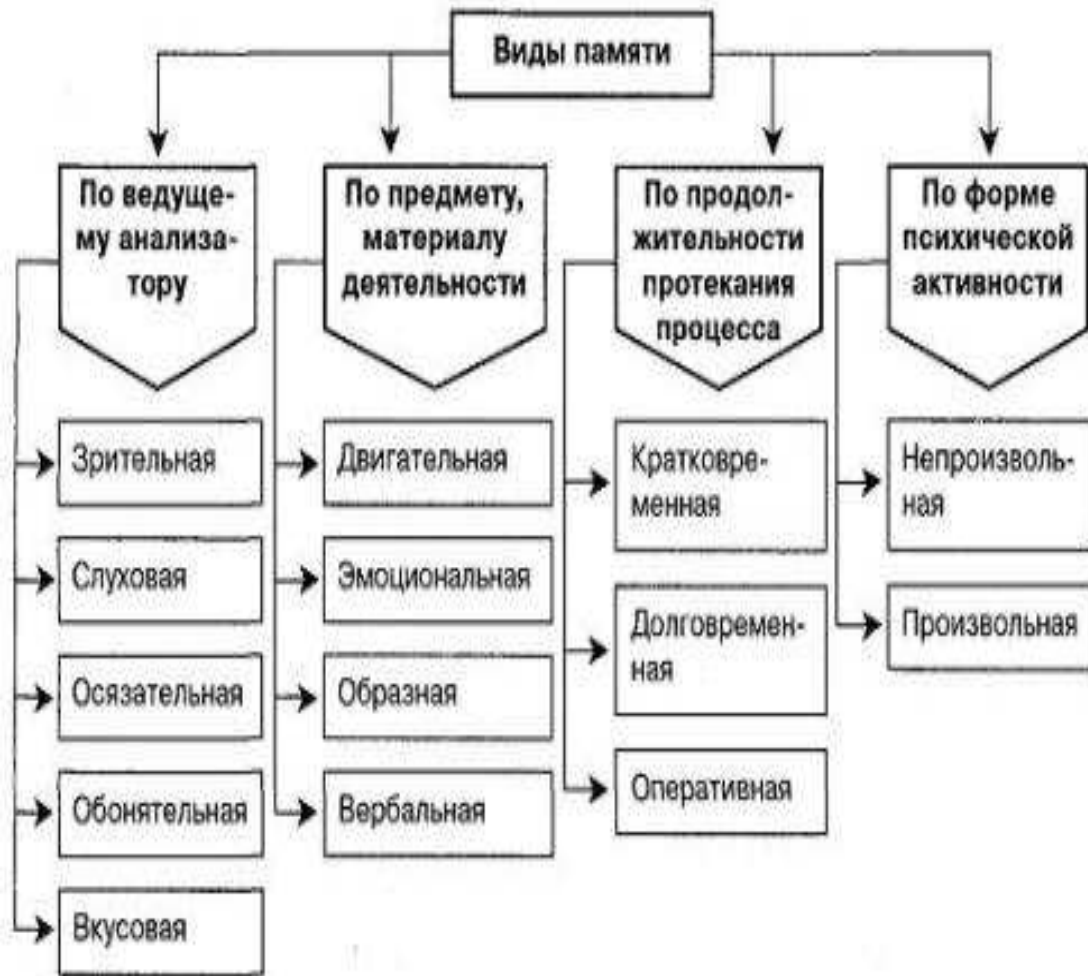 Виды памяти
По ведуще-
му анализа-
тору
Зрительная
Слуховая
Осязательная
Обонятельная
Вкусовая
По предмету,
материалу
деятельности
Двигательная
Эмоциональная
Образная
Вербальная
По продол-
жительности
протекания
процесса
Кратковре-
менная
Долговремен-
ная
Оперативная
По форме
психической
активности
Непроизволь-
ная
Произвольная